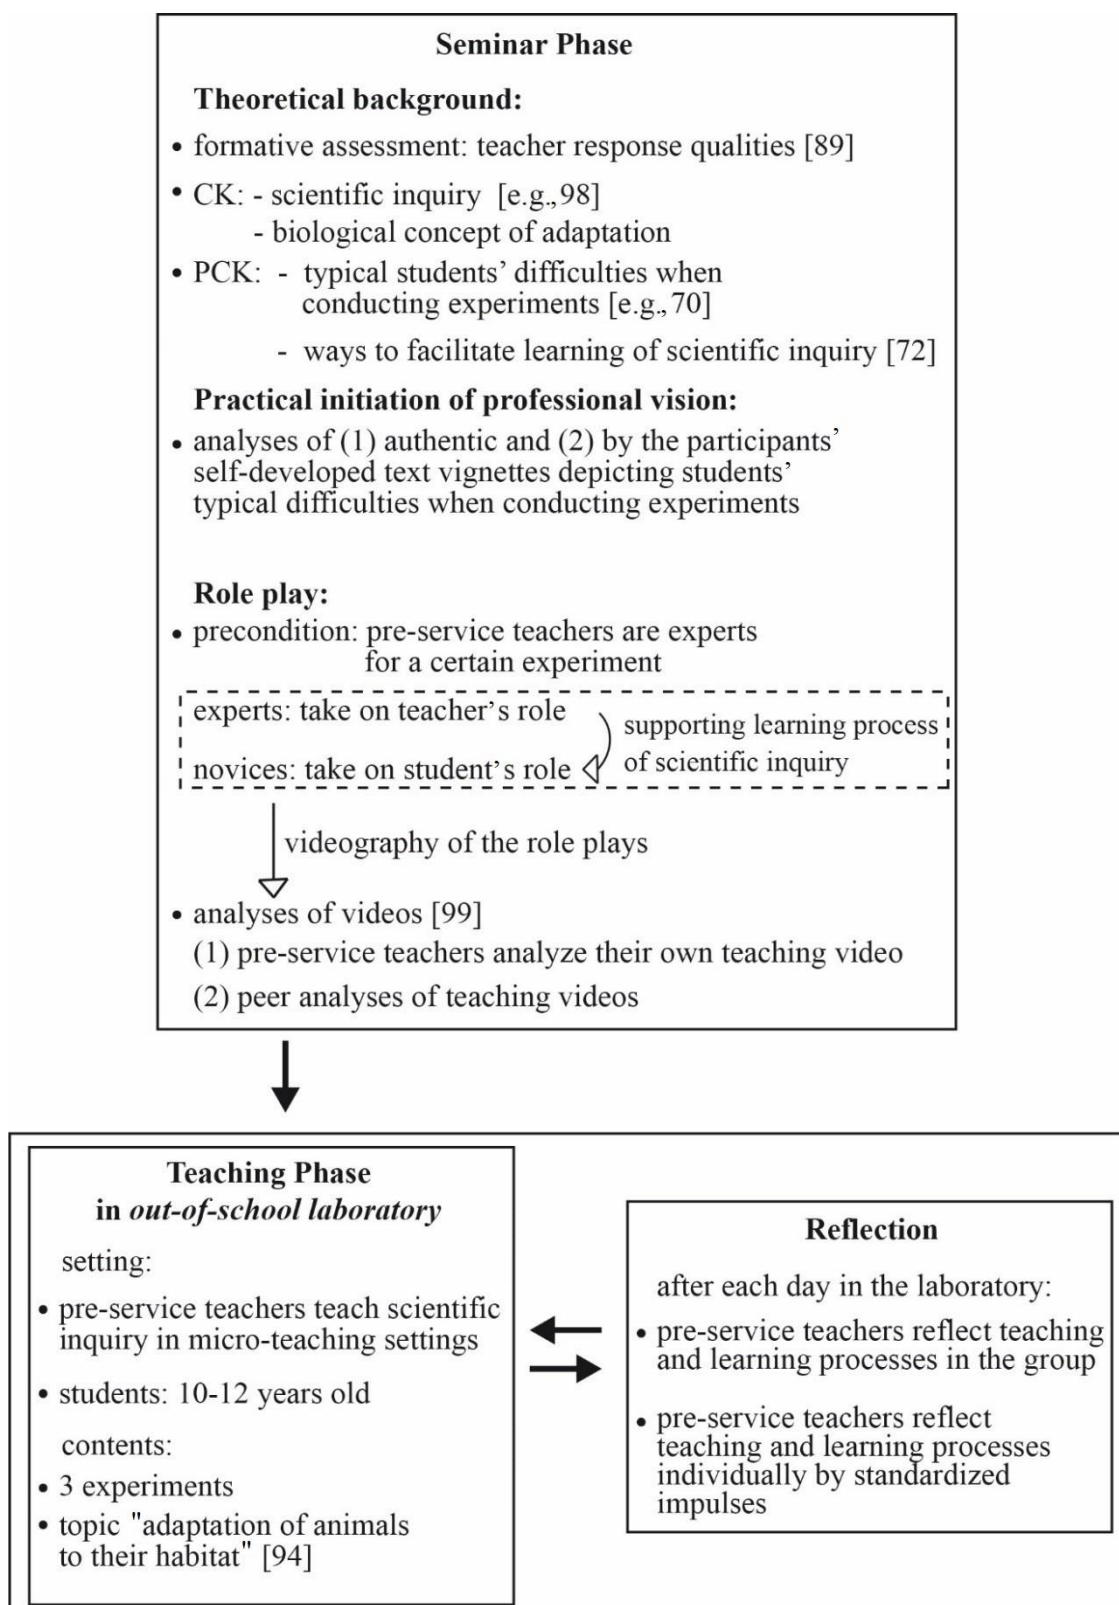 Seminar Phase
Theoretical background:
• formative assessment: teacher response qualities [89]
• CK: - scientific inquiry [e.g.,98]
- biological concept of adaptation
• PCK: - typical students’ difficulties when
conducting experiments [e.g.,70]
- ways to facilitate learning of scientific inquiry [72]
Practical initiation of professional vision:
• analyses of (1) authentic and (2) by the participants’
self-developed text vignettes depicting students’
typical difficulties when conducting experiments
Role play:
• precondition: pre-service teachers are experts
for a certain experiment
experts: take on teacher’s role
novices: take on student’s role
supporting learning process
of scientific inquiry
videography of the role plays
• analyses of videos [99]
(1) pre-service teachers analyze their own teaching video
(2) peer analyses of teaching videos
Teaching Phase
in out-of-school laboratory
setting:
• pre-service teachers teach scientific
inquiry in micro-teaching settings
• students: 10-12 years old
contents:
• 3 experiments
• topic "adaptation of animals
to their habitat" [94]
Reflection
after each day in the laboratory:
• pre-service teachers reflect teaching
and learning processes in the group
• pre-service teachers reflect
teaching and learning processes
individually by standardized
impulses